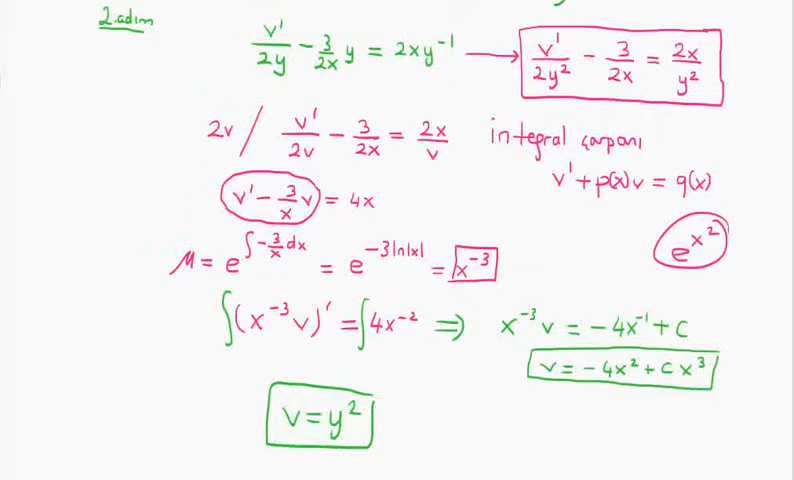 2.adım
v'/2y - 3/2x y = 2xy⁻¹ → v'/2y² - 3/2x = 2x/y²
2v / v'/2v - 3/2x = 2x/v integral çarpanı
v' + p(x)v = q(x)
v' - 3/x v = 4x
e^x²
M = e^∫-3/x dx = e^-3ln|x| = x⁻³
∫(x⁻³v)' = ∫4x⁻² ⇒ x⁻³v = -4x⁻¹ + c
v = -4x² + cx³
v = y²